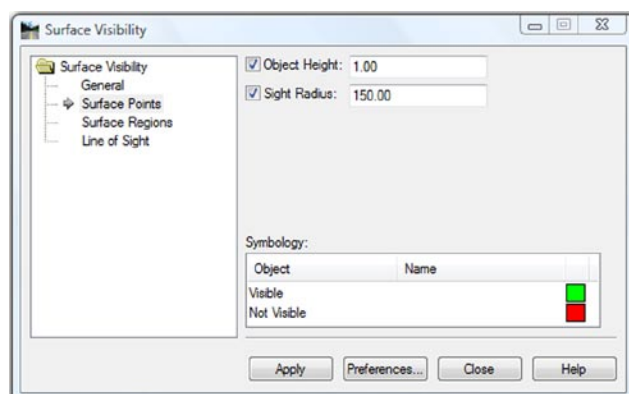 Surface Visibility
Surface Visibility
General
Surface Points
Surface Regions
Line of Sight
Object Height: 1.00
Sight Radius: 150.00
Symbology:
Object Name
Visible
Not Visible
Apply Preferences... Close Help